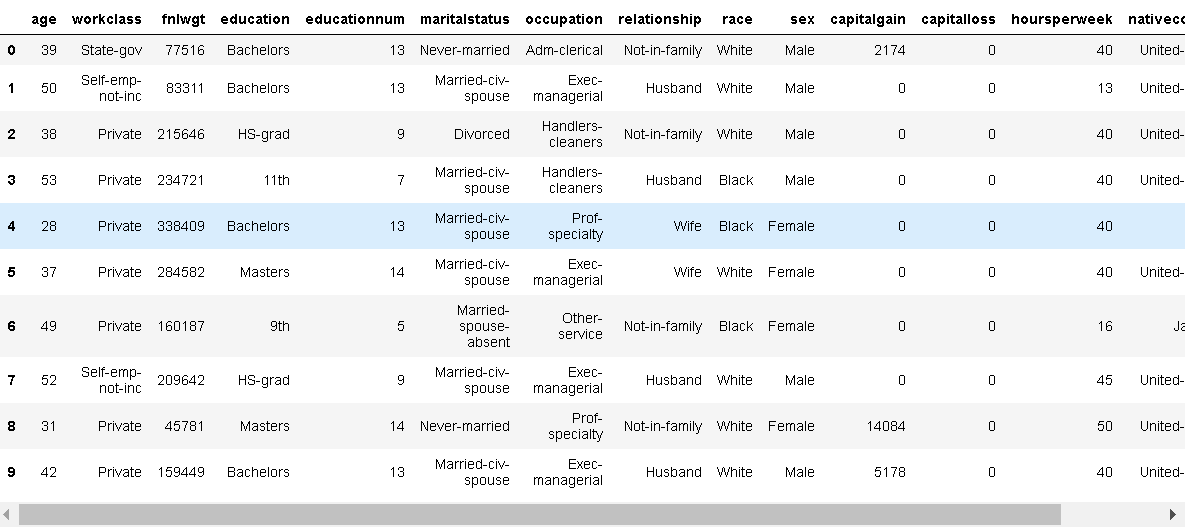 age workclass fnlwgt education educationnum maritalstatus occupation relationship race sex capitalgain capitalloss hoursperweek nativecc
0 39 State-gov 77516 Bachelors 13 Never-married Adm-clerical Not-in-family White Male 2174 0 40 United-
1 50 Self-emp-not-inc 83311 Bachelors 13 Married-civ-spouse Exec-managerial Husband White Male 0 0 13 United-
2 38 Private 215646 HS-grad 9 Divorced Handlers-cleaners Not-in-family White Male 0 0 40 United-
3 53 Private 234721 11th 7 Married-civ-spouse Handlers-cleaners Husband Black Male 0 0 40 United-
4 28 Private 338409 Bachelors 13 Married-civ-spouse Prof-specialty Wife Black Female 0 0 40
5 37 Private 284582 Masters 14 Married-civ-spouse Exec-managerial Wife White Female 0 0 40 United-
6 49 Private 160187 9th 5 Married-spouse-absent Other-service Not-in-family Black Female 0 0 16 Ja
7 52 Self-emp-not-inc 209642 HS-grad 9 Married-civ-spouse Exec-managerial Husband White Male 0 0 45 United-
8 31 Private 45781 Masters 14 Never-married Prof-specialty Not-in-family White Female 14084 0 50 United-
9 42 Private 159449 Bachelors 13 Married-civ-spouse Exec-managerial Husband White Male 5178 0 40 United-